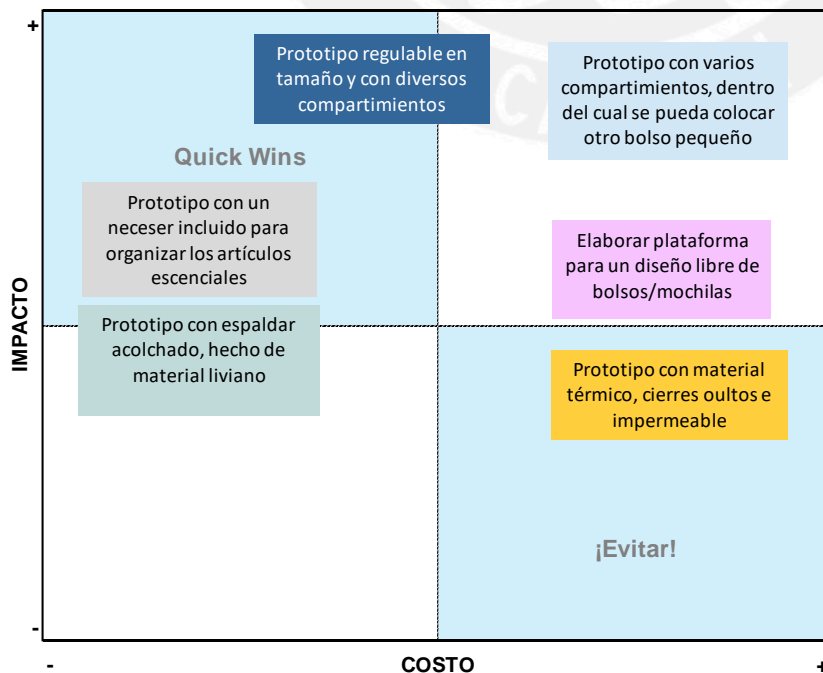 +
Prototipo regulable en
tamaño y con diversos
compartimientos
Prototipo con varios
compartimientos, dentro
del cual se pueda colocar
otro bolso pequeño
Quick Wins
Prototipo con un
neceser incluido para
organizar los artículos
escenciales
Elaborar plataforma
para un diseño libre de
bolsos/mochilas
IMPACTO
Prototipo con espaldar
acolchado, hecho de
material liviano
Prototipo con material
térmico, cierres oultos e
impermeable
¡Evitar!
-
-
COSTO
+